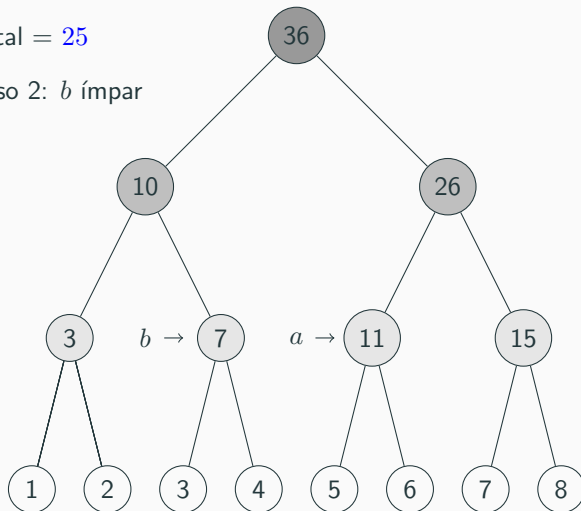 tal = 25
so 2: b ímpar
36
10 26
3 b → 7 a → 11 15
1 2 3 4 5 6 7 8